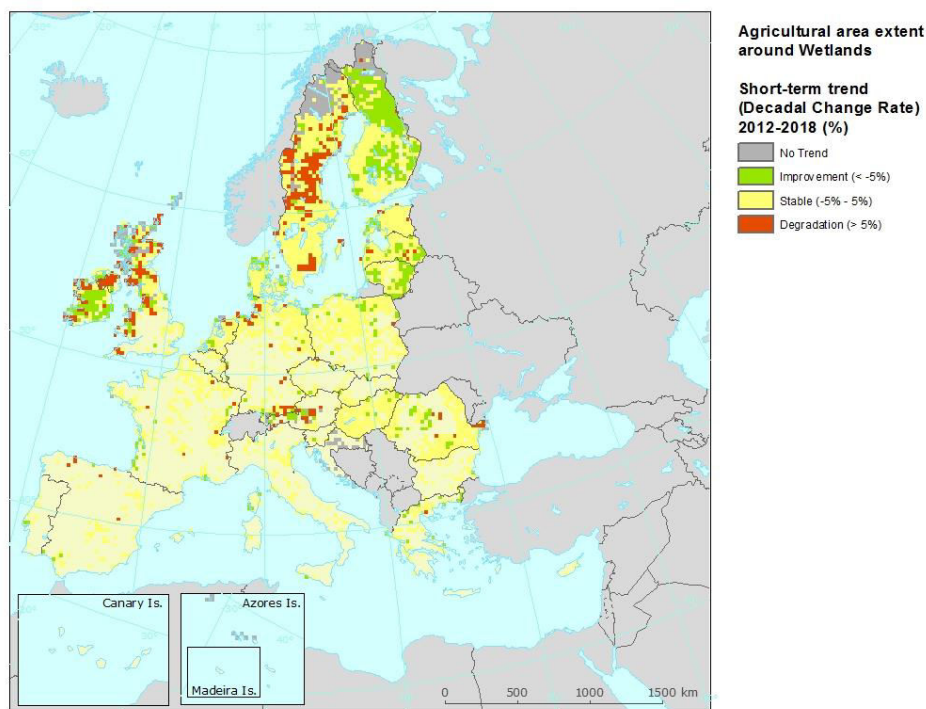 Agricultural area extent
around Wetlands
Short-term trend
(Decadal Change Rate)
2012-2018 (%)
No Trend
Improvement (< -5%)
Stable (-5% - 5%)
Degradation (> 5%)
Canary Is.
Azores Is.
Madeira Is.
0 500 1000 1500 km